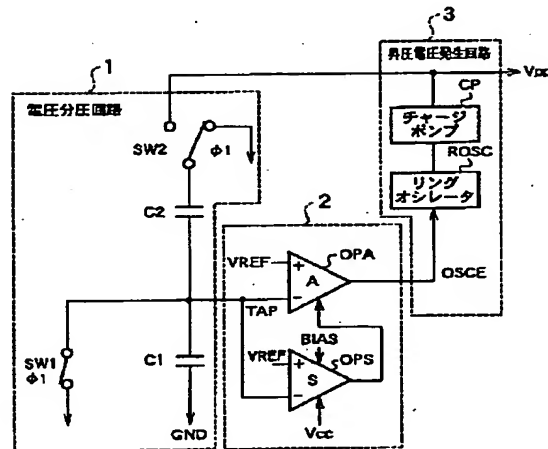 1
3
昇圧電圧発生回路
Vpp
電圧分圧回路
CP
チャージ
ポンプ
SW2
φ1
ROSC
リング
オシレータ
C2
2
VREF
+
A
−
OPA
OSCE
TAP
BIAS
SW1
φ1
C1
VREF
+
S
−
OPS
GND
Vcc